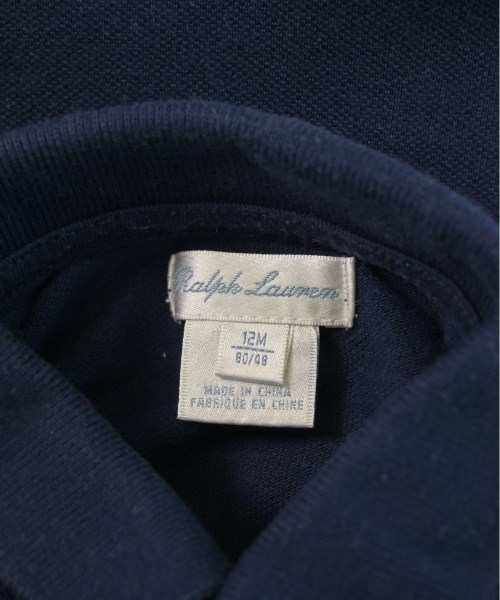 Ralph Lauren
12M
80/48
MADE IN CHINA
FABRIQUE EN CHINE